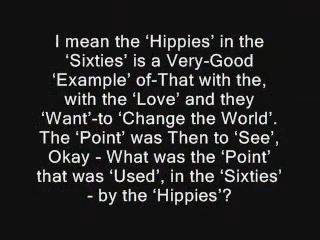 I mean the ‘Hippies’ in the
‘Sixties’ is a Very-Good
‘Example’ of-That with the,
with the ‘Love’ and they
‘Want’-to ‘Change the World’.
The ‘Point’ was Then to ‘See’,
Okay - What was the ‘Point’
that was ‘Used’, in the ‘Sixties’
- by the ‘Hippies’?